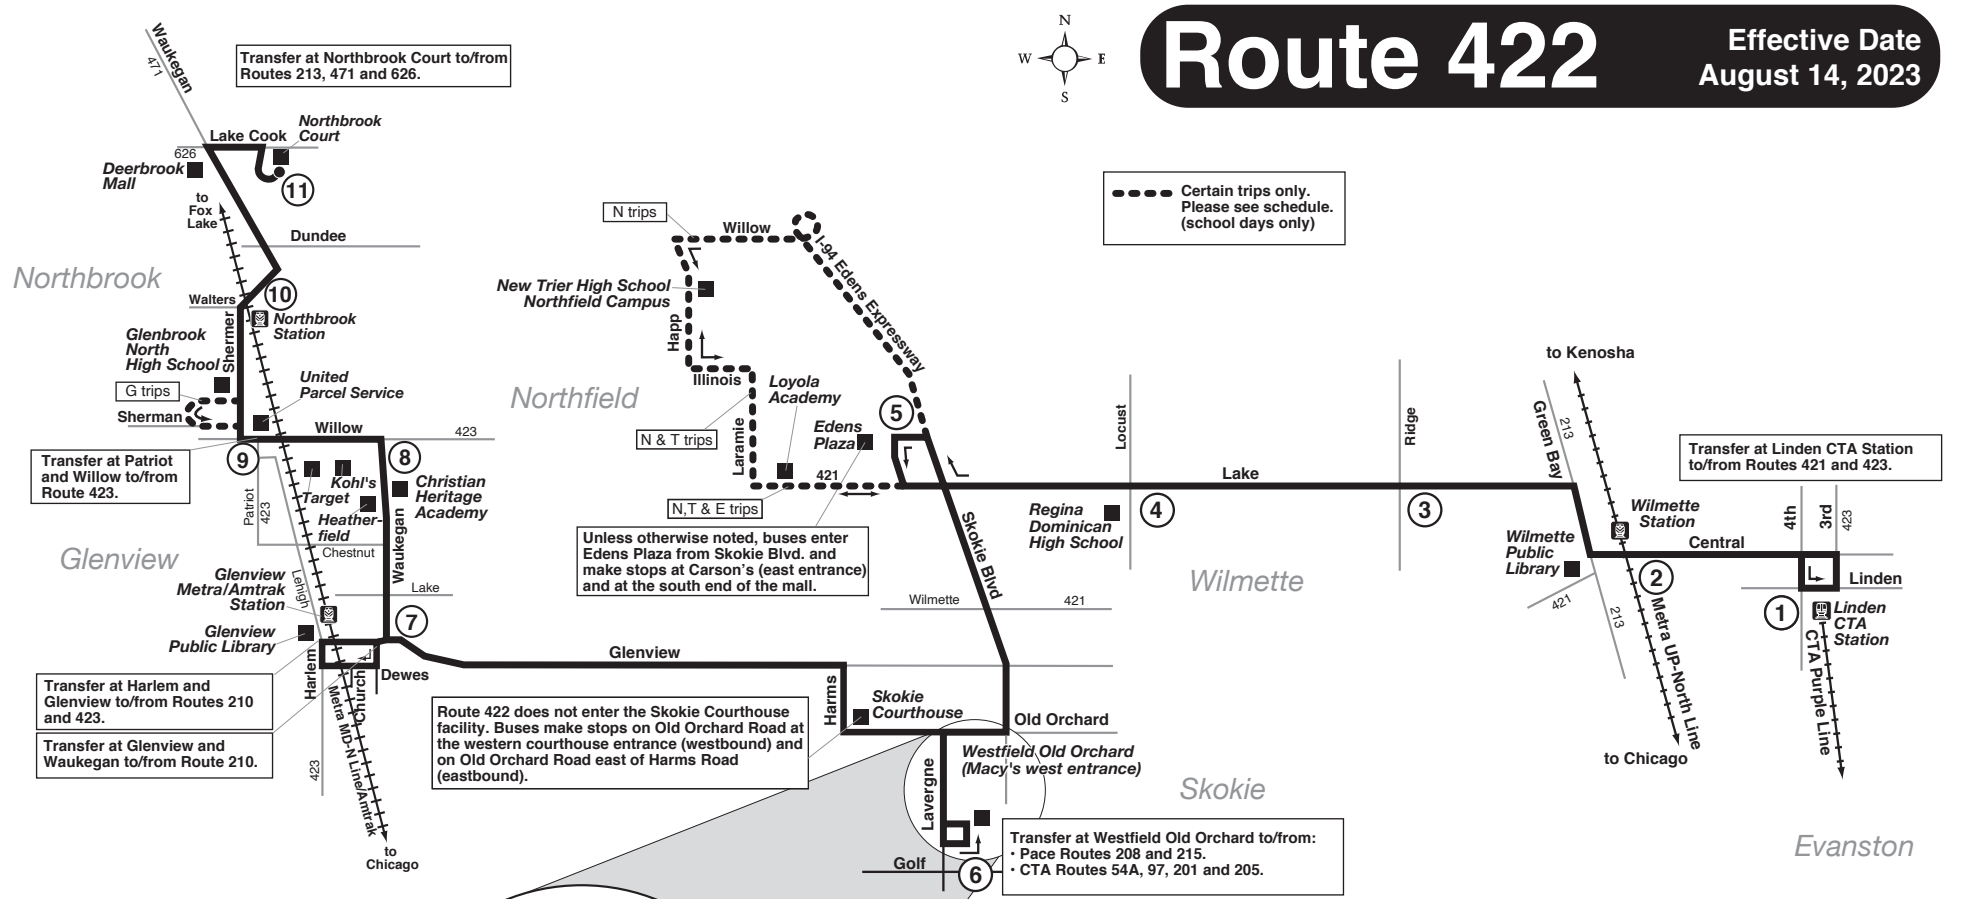 Route 422
Effective Date
August 14, 2023
N
W
E
S
Waukegan
471
Transfer at Northbrook Court to/from
Routes 213, 471 and 626.
Lake Cook
Northbrook
Court
626
Deerbrook
Mall
11
to
Fox
Lake
Dundee
Northbrook
Walters
10
Northbrook
Station
Shermer
Glenbrook
North
High School
G trips
Sherman
United
Parcel Service
Willow
423
Transfer at Patriot
and Willow to/from
Route 423.
9
8
Kohl's
Target
Heather-
field
Christian
Heritage
Academy
Patriot
423
Chestnut
Waukegan
Glenview
Lehigh
Glenview
Metra/Amtrak
Station
Lake
7
Glenview
Public Library
Harlem
Church
Dewes
Transfer at Harlem and
Glenview to/from Routes 210
and 423.
Transfer at Glenview and
Waukegan to/from Route 210.
423
Metra MD-N Line/Amtrak
to
Chicago
N trips
Willow
I-94 Edens Expressway
New Trier High School
Northfield Campus
Happ
Illinois
Northfield
Loyola
Academy
N & T trips
Laramie
Edens
Plaza
5
421
N,T & E trips
Unless otherwise noted, buses enter
Edens Plaza from Skokie Blvd. and
make stops at Carson's (east entrance)
and at the south end of the mall.
Skokie Blvd
Wilmette
421
Glenview
Harms
Skokie
Courthouse
Route 422 does not enter the Skokie Courthouse
facility. Buses make stops on Old Orchard Road at
the western courthouse entrance (westbound) and
on Old Orchard Road east of Harms Road
(eastbound).
Old Orchard
Westfield Old Orchard
(Macy's west entrance)
Lavergne
Golf
6
Transfer at Westfield Old Orchard to/from:
· Pace Routes 208 and 215.
· CTA Routes 54A, 97, 201 and 205.
Skokie
Evanston
Certain trips only.
Please see schedule.
(school days only)
Locust
Ridge
Lake
Regina
Dominican
High School
4
3
Wilmette
to Kenosha
Green Bay
213
Wilmette
Station
Wilmette
Public
Library
421
213
2
Metra UP-North Line
to Chicago
Central
Transfer at Linden CTA Station
to/from Routes 421 and 423.
4th
3rd
423
Linden
1
Linden
CTA
Station
CTA Purple Line